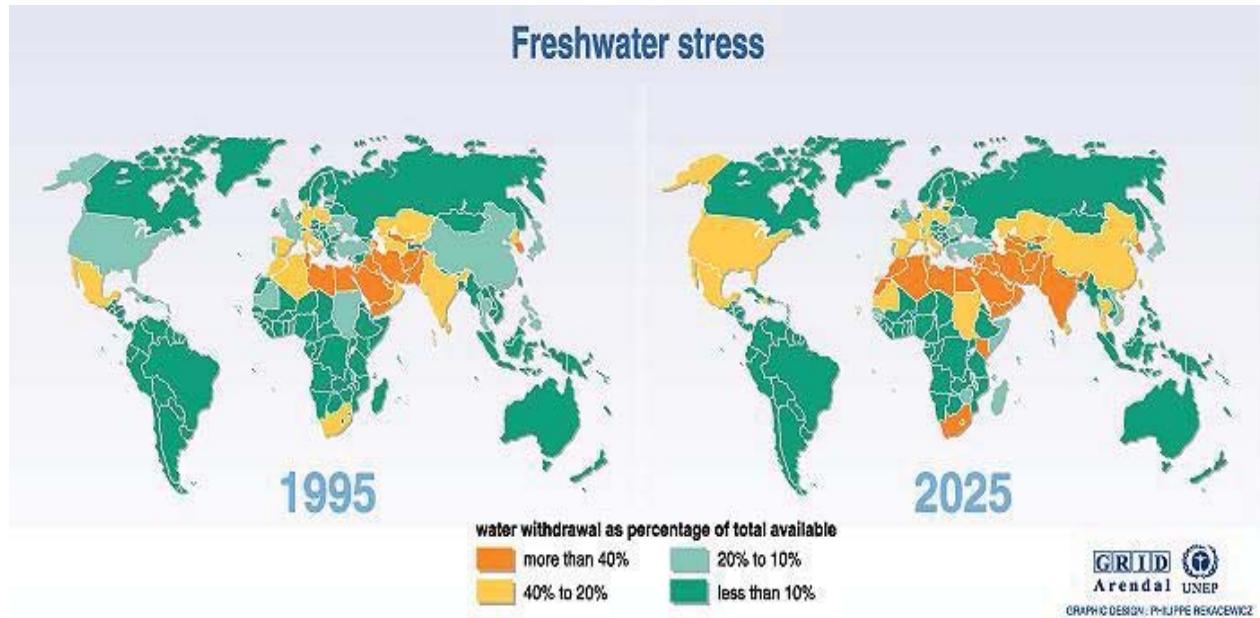 Freshwater stress
1995
2025
water withdrawal as percentage of total available
more than 40%
20% to 10%
40% to 20%
less than 10%
GRID
Arendal
UNEP
GRAPHIC DESIGN : PHILIPPE REKACEWICZ